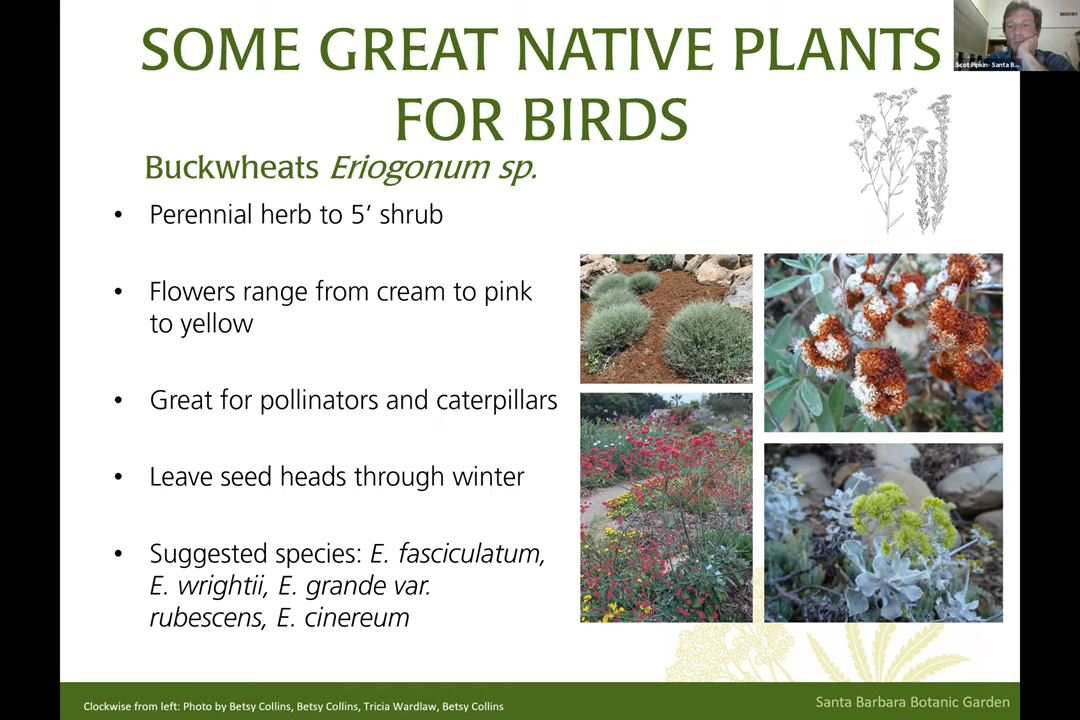 SOME GREAT NATIVE PLANTS
FOR BIRDS
Scot Pipkin- Santa B...
Buckwheats Eriogonum sp.
• Perennial herb to 5’ shrub
• Flowers range from cream to pink
to yellow
• Great for pollinators and caterpillars
• Leave seed heads through winter
• Suggested species: E. fasciculatum,
E. wrightii, E. grande var.
rubescens, E. cinereum
Clockwise from left: Photo by Betsy Collins, Betsy Collins, Tricia Wardlaw, Betsy Collins
Santa Barbara Botanic Garden